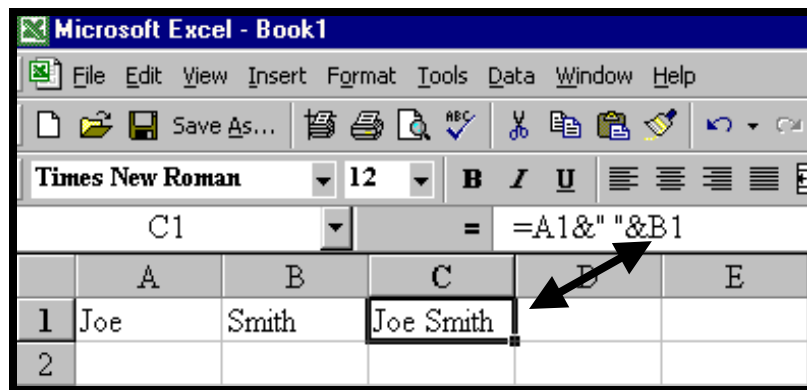 Microsoft Excel - Book1
File Edit View Insert Format Tools Data Window Help
Save As... ABC
Times New Roman 12 B I U
C1 = =A1&" "&B1
A B C D E
1 Joe Smith Joe Smith
2